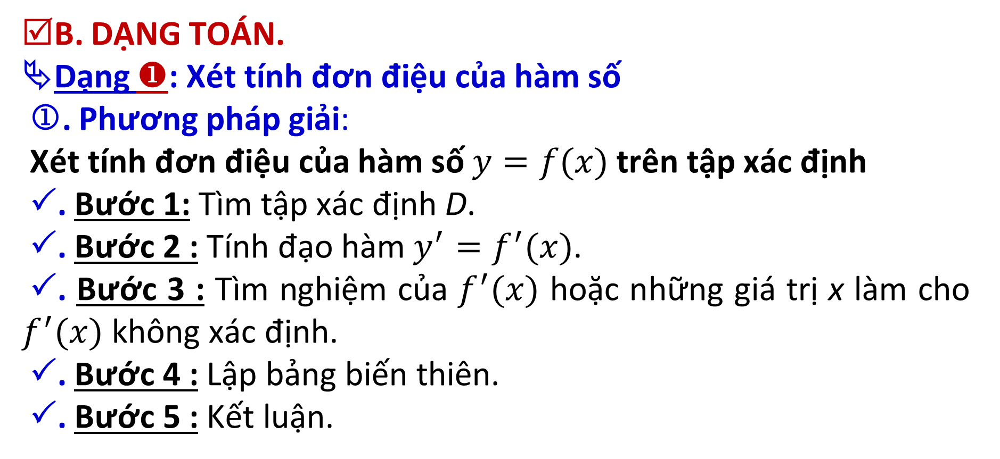 ☑B. DẠNG TOÁN.
Dạng ❶: Xét tính đơn điệu của hàm số
①. Phương pháp giải:
Xét tính đơn điệu của hàm số y = f(x) trên tập xác định
✓. Bước 1: Tìm tập xác định D.
✓. Bước 2 : Tính đạo hàm y′ = f′(x).
✓. Bước 3 : Tìm nghiệm của f′(x) hoặc những giá trị x làm cho
f′(x) không xác định.
✓. Bước 4 : Lập bảng biến thiên.
✓. Bước 5 : Kết luận.